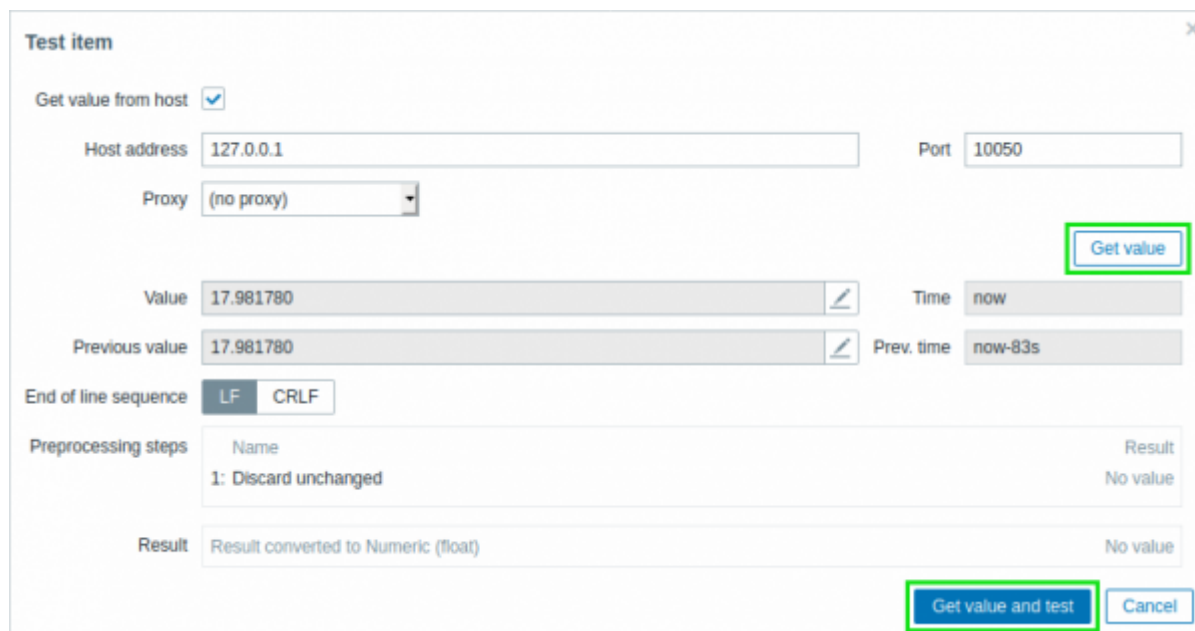 Test item
Get value from host
Host address 127.0.0.1 Port 10050
Proxy (no proxy)
Get value
Value 17.981780 Time now
Previous value 17.981780 Prev. time now-83s
End of line sequence LF CRLF
Preprocessing steps Name Result
1: Discard unchanged No value
Result Result converted to Numeric (float) No value
Get value and test Cancel